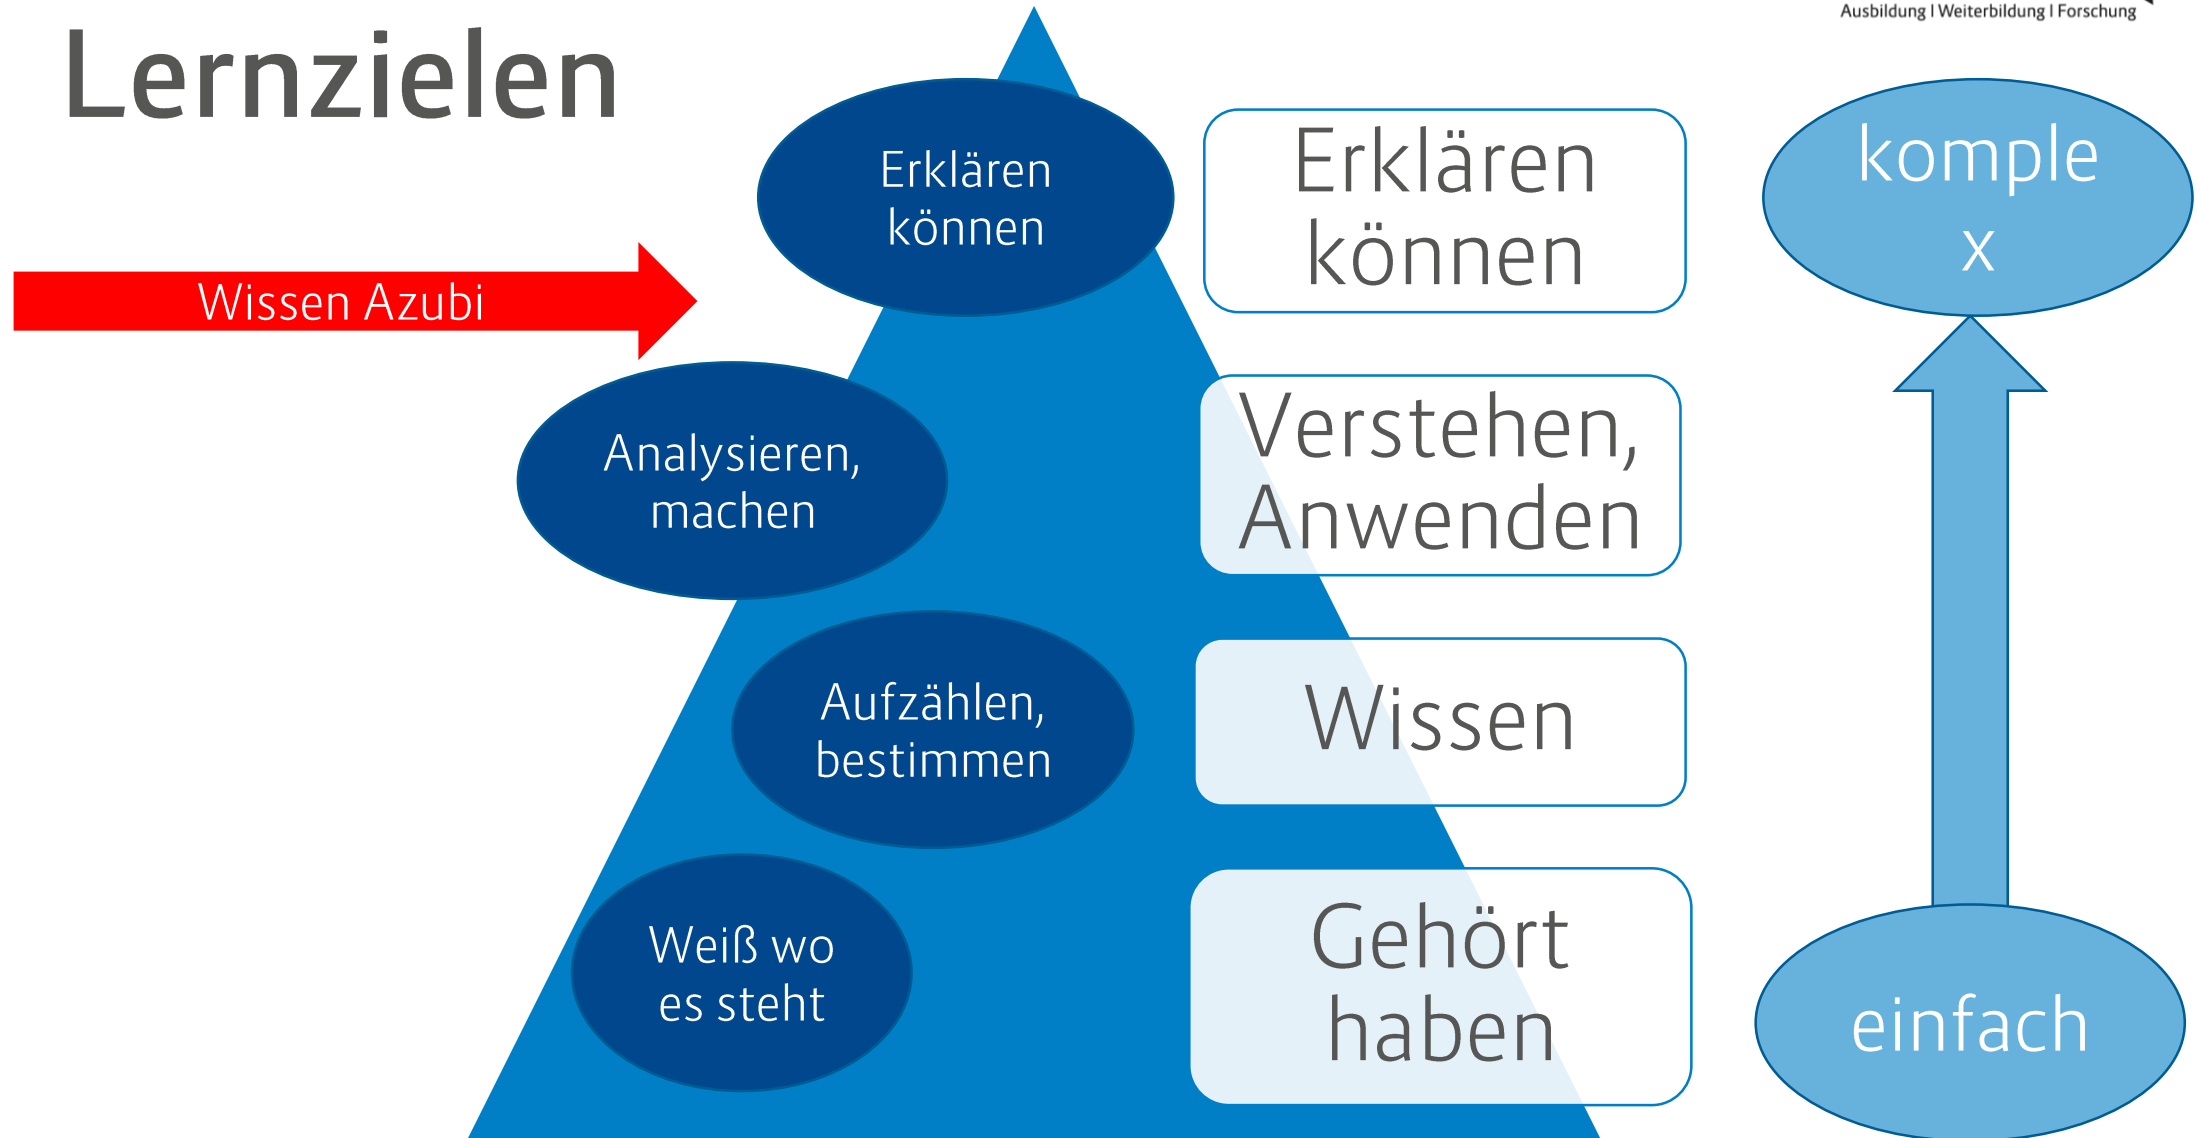 Ausbildung | Weiterbildung | Forschung
Lernzielen
Erklären
können
Erklären
können
komple
x
Wissen Azubi
Analysieren,
machen
Verstehen,
Anwenden
Aufzählen,
bestimmen
Wissen
Weiß wo
es steht
Gehört
haben
einfach